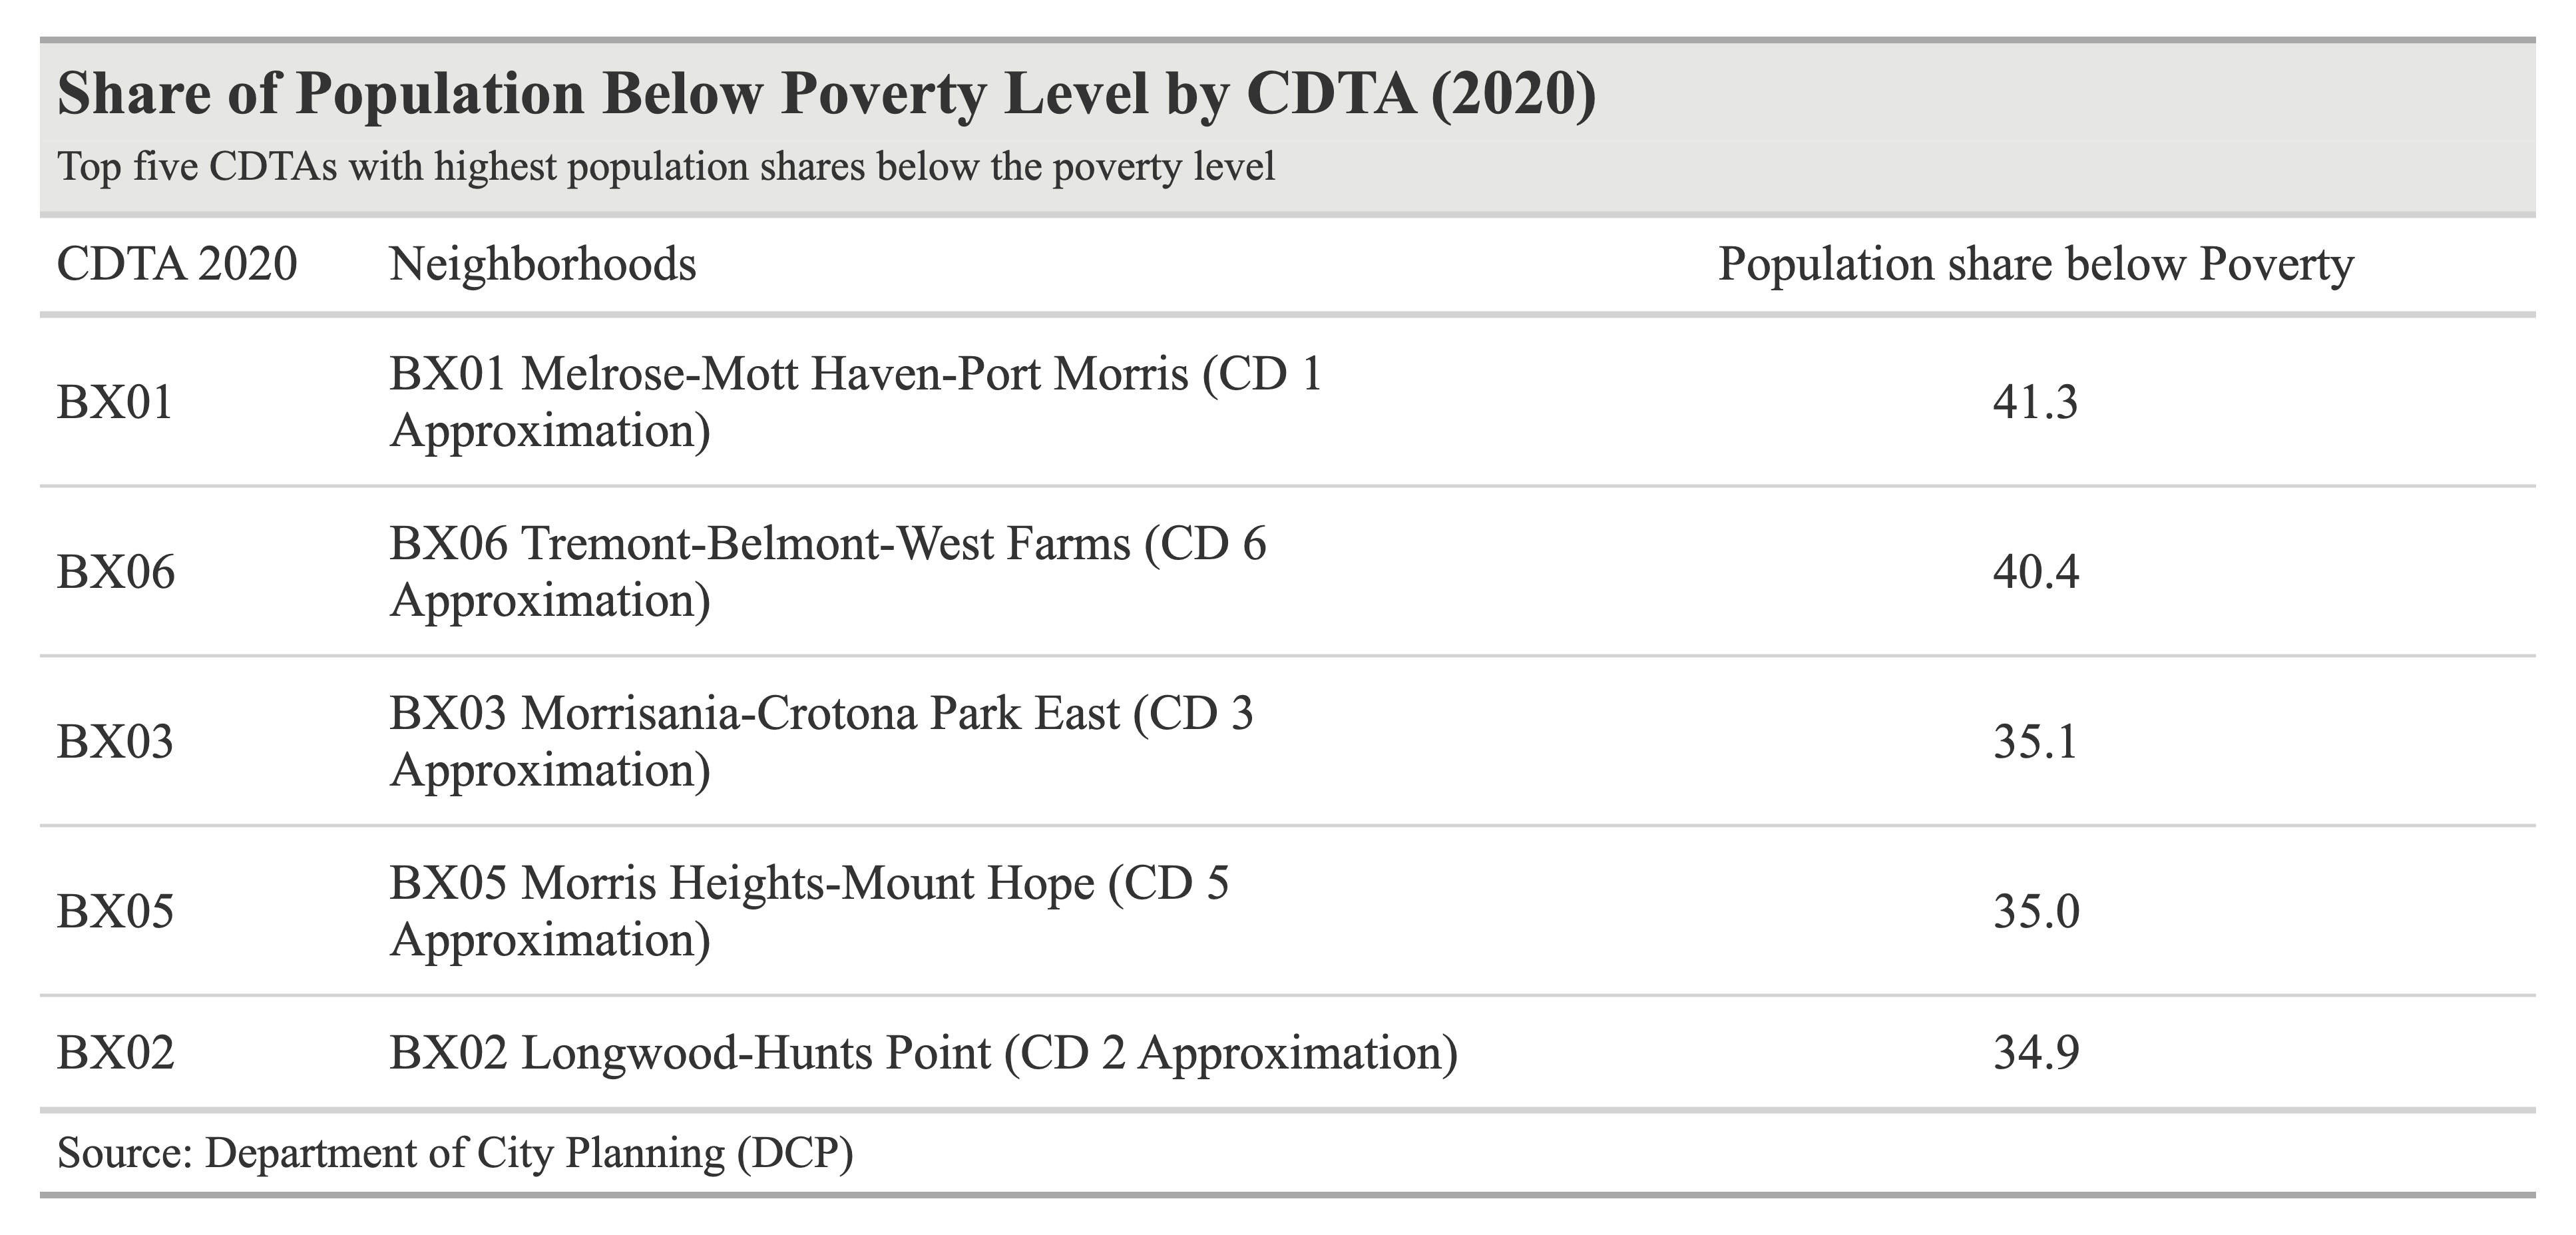 Share of Population Below Poverty Level by CDTA (2020)
Top five CDTAs with highest population shares below the poverty level
CDTA 2020 Neighborhoods Population share below Poverty
BX01 BX01 Melrose-Mott Haven-Port Morris (CD 1
Approximation) 41.3
BX06 BX06 Tremont-Belmont-West Farms (CD 6
Approximation) 40.4
BX03 BX03 Morrisania-Crotona Park East (CD 3
Approximation) 35.1
BX05 BX05 Morris Heights-Mount Hope (CD 5
Approximation) 35.0
BX02 BX02 Longwood-Hunts Point (CD 2 Approximation) 34.9
Source: Department of City Planning (DCP)